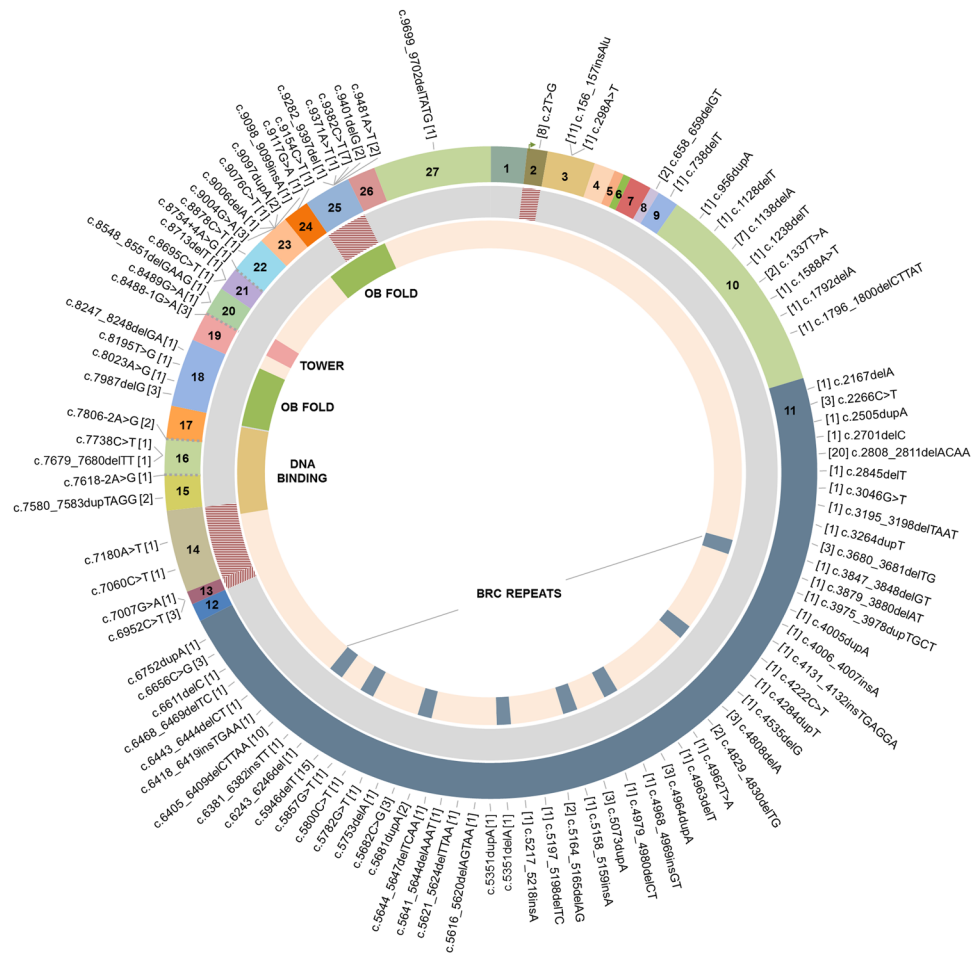 [8] c.2T>G
[11] c.156_157insAlu
[1] c.298A>T
[2] c.658_659delGT
[1] c.738delT
[1] c.956dupA
[1] c.1128delT
[7] c.1138delA
[1] c.1238delT
[2] c.1337T>A
[1] c.1588A>T
[1] c.1792delA
[1] c.1796_1800delCTTAT
[1] c.2167delA
[3] c.2266C>T
[1] c.2505dupA
[1] c.2701delC
[20] c.2808_2811delACAA
[1] c.2845delT
[1] c.3046G>T
[1] c.3195_3198delTAAT
[1] c.3264dupT
[3] c.3680_3681delTG
[1] c.3847_3848delGT
[1] c.3879_3880delAT
[1] c.3975_3978dupTGCT
[1] c.4005dupA
[1] c.4006_4007insA
[1] c.4131_4132insTGAGGA
[1] c.4222C>T
[1] c.4284dupT
[1] c.4535delG
[3] c.4808delA
[2] c.4829_4830delTG
[1] c.4962T>A
[1] c.4963delT
[3] c.4964dupA
[1] c.4968_4969insGT
[1] c.4979_4980delCT
[3] c.5073dupA
[1] c.5158_5159insA
[2] c.5164_5165delAG
[1] c.5197_5198delTC
[1] c.5217_5218insA
c.5351delA[1]
c.5351dupA[1]
c.5616_5620delAGTAA [1]
c.5621_5624delTTAA [1]
c.5641_5644delAAAT [1]
c.5644_5647delTCAA [1]
c.5681dupA[2]
c.5682C>G [3]
c.5753delA [1]
c.5782G>T [1]
c.5800C>T [1]
c.5857G>T [1]
c.5946delT [15]
c.6243_6246del [1]
c.6381_6382insTT [1]
c.6405_6409delCTTAA [10]
c.6418_6419insTGAA [1]
c.6443_6444delCT [1]
c.6468_6469delTC [1]
c.6611delC [1]
c.6656C>G [3]
c.6752dupA [1]
c.6952C>T [3]
c.7007G>A [1]
c.7060C>T [1]
c.7180A>T [1]
c.7580_7583dupTAGG [2]
c.7618-2A>G [1]
c.7679_7680delTT [1]
c.7738C>T [1]
c.7806-2A>G [2]
c.7987delG [3]
c.8023A>G [1]
c.8195T>G [1]
c.8247_8248delGA [1]
c.8488-1G>A[3]
c.8489G>A[1]
c.8548_8551delGAAG [1]
c.8695C>T [1]
c.8713delT [1]
c.8754+4A>G [1]
c.8878C>T [1]
c.9004G>A[3]
c.9006delA [1]
c.9076C>T [1]
c.9097dupA[2]
c.9098_9099insA [1]
c.9117G>A [1]
c.9154C>T [1]
c.9282_9397del [1]
c.9371A>T [1]
c.9382C>T [7]
c.9401delG [2]
c.9481A>T [2]
c.9699_9702delTATG [1]
1
2
3
4
5
6
7
8
9
10
11
12
13
14
15
16
17
18
19
20
21
22
23
24
25
26
27
OB FOLD
TOWER
OB FOLD
DNA
BINDING
BRC REPEATS